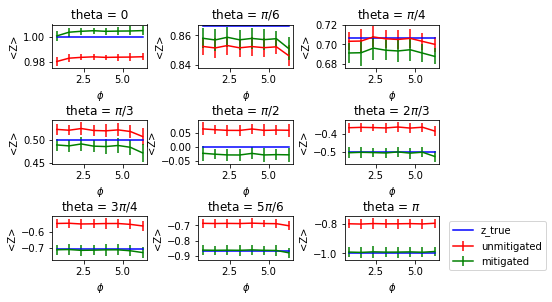 theta = 0
theta = π/6
theta = π/4
<Z>
1.00
0.98
2.5
5.0
ϕ
<Z>
0.86
0.84
2.5
5.0
ϕ
<Z>
0.72
0.70
0.68
2.5
5.0
ϕ
theta = π/3
theta = π/2
theta = 2π/3
<Z>
0.50
0.45
2.5
5.0
ϕ
<Z>
0.05
0.00
−0.05
2.5
5.0
ϕ
<Z>
−0.4
−0.5
2.5
5.0
ϕ
theta = 3π/4
theta = 5π/6
theta = π
<Z>
−0.6
−0.7
2.5
5.0
ϕ
<Z>
−0.7
−0.8
−0.9
2.5
5.0
ϕ
<Z>
−0.8
−1.0
2.5
5.0
ϕ
z_true
unmitigated
mitigated